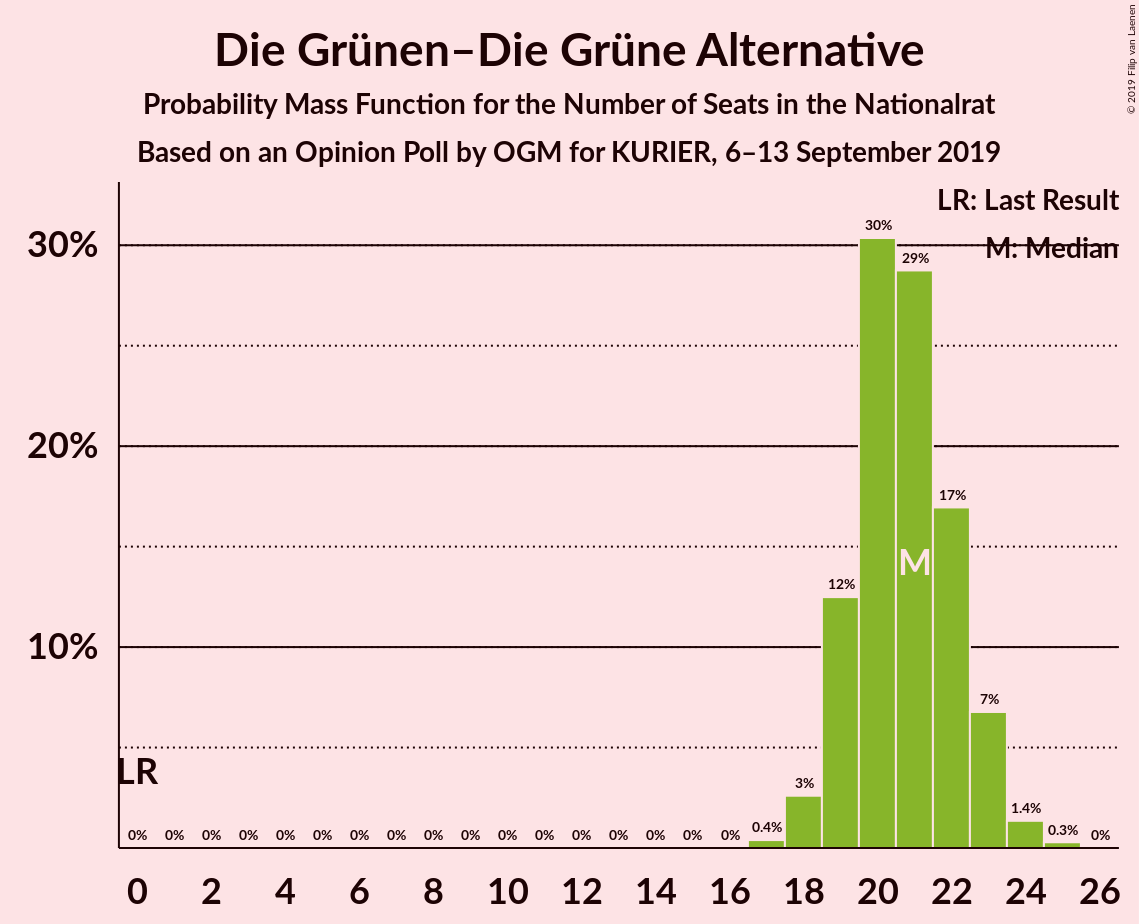 Die Grünen–Die Grüne Alternative
Probability Mass Function for the Number of Seats in the Nationalrat
Based on an Opinion Poll by OGM for KURIER, 6–13 September 2019
© 2019 Filip van Laenen
LR: Last Result
M: Median
30%
20%
10%
30%
29%
17%
M
12%
7%
LR
3%
1.4%
0% 0% 0% 0% 0% 0% 0% 0% 0% 0% 0% 0% 0% 0% 0% 0% 0% 0.4% 0.3% 0%
0 2 4 6 8 10 12 14 16 18 20 22 24 26